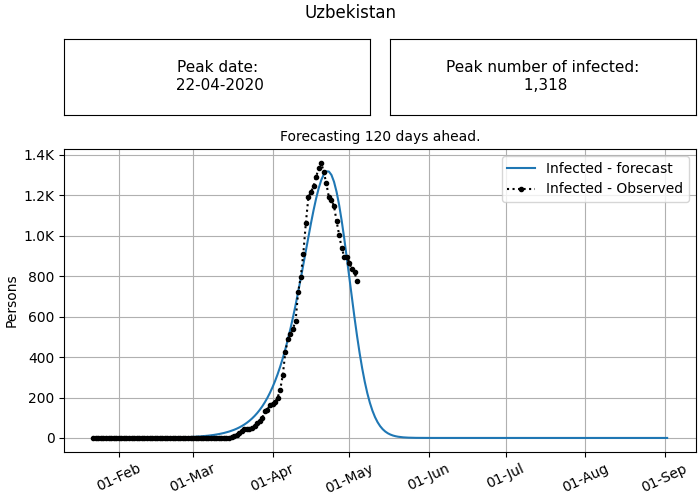 Uzbekistan
Peak date:
22-04-2020
Peak number of infected:
1,318
Forecasting 120 days ahead.
1.4K
1.2K
1.0K
800
600
400
200
0
Persons
Infected - forecast
Infected - Observed
01-Feb
01-Mar
01-Apr
01-May
01-Jun
01-Jul
01-Aug
01-Sep